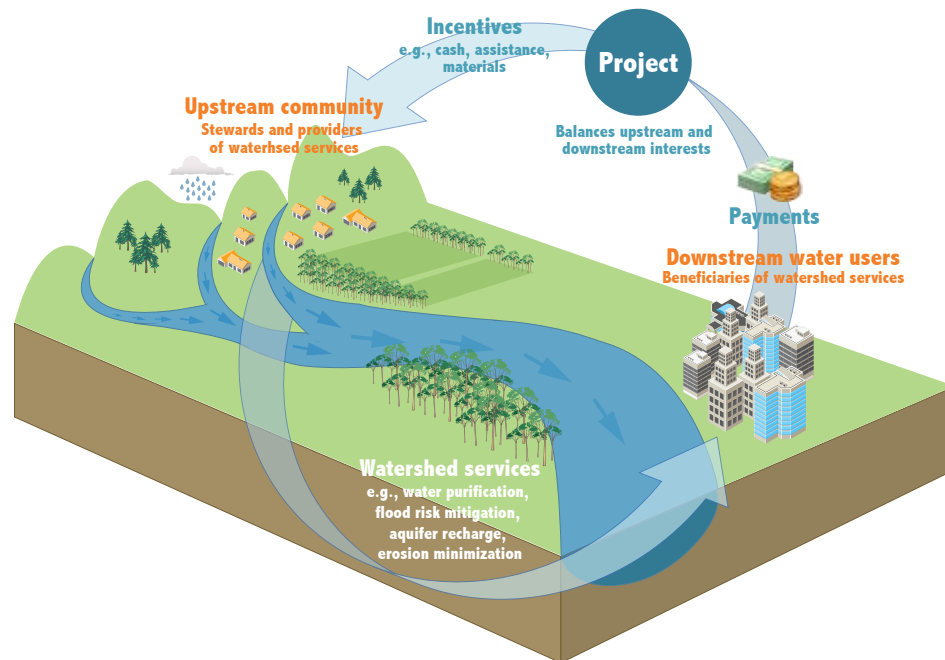 Incentives
e.g., cash, assistance,
materials
Project
Upstream community
Stewards and providers
of waterhsed services
Balances upstream and
downstream interests
Payments
Downstream water users
Beneficiaries of watershed services
Watershed services
e.g., water purification,
flood risk mitigation,
aquifer recharge,
erosion minimization